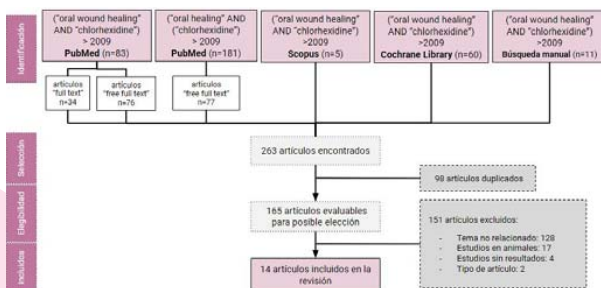 Identificación
("oral wound healing"
AND "chlorhexidine")
> 2009
PubMed (n=83)
("oral wound healing") AND
("chlorhexidine")
> 2009
PubMed (n=181)
("oral wound healing"
AND "chlorhexidine")
>2009
Scopus (n=5)
("oral wound healing"
AND "chlorhexidine")
>2009
Cochrane Library (n=60)
("oral wound healing"
AND "chlorhexidine")
>2009
Búsqueda manual (n=11)
artículos
"full text"
n=34
artículos
"free full text"
n=76
artículos
"free full text"
n=77
Selección
263 artículos encontrados
98 artículos duplicados
Elegibilidad
165 artículos evaluables
para posible elección
151 artículos excluidos:
- Tema no relacionado: 128
- Estudios en animales: 17
- Estudios sin resultados: 4
- Tipo de artículo: 2
Incluidos
14 artículos incluidos en la
revisión